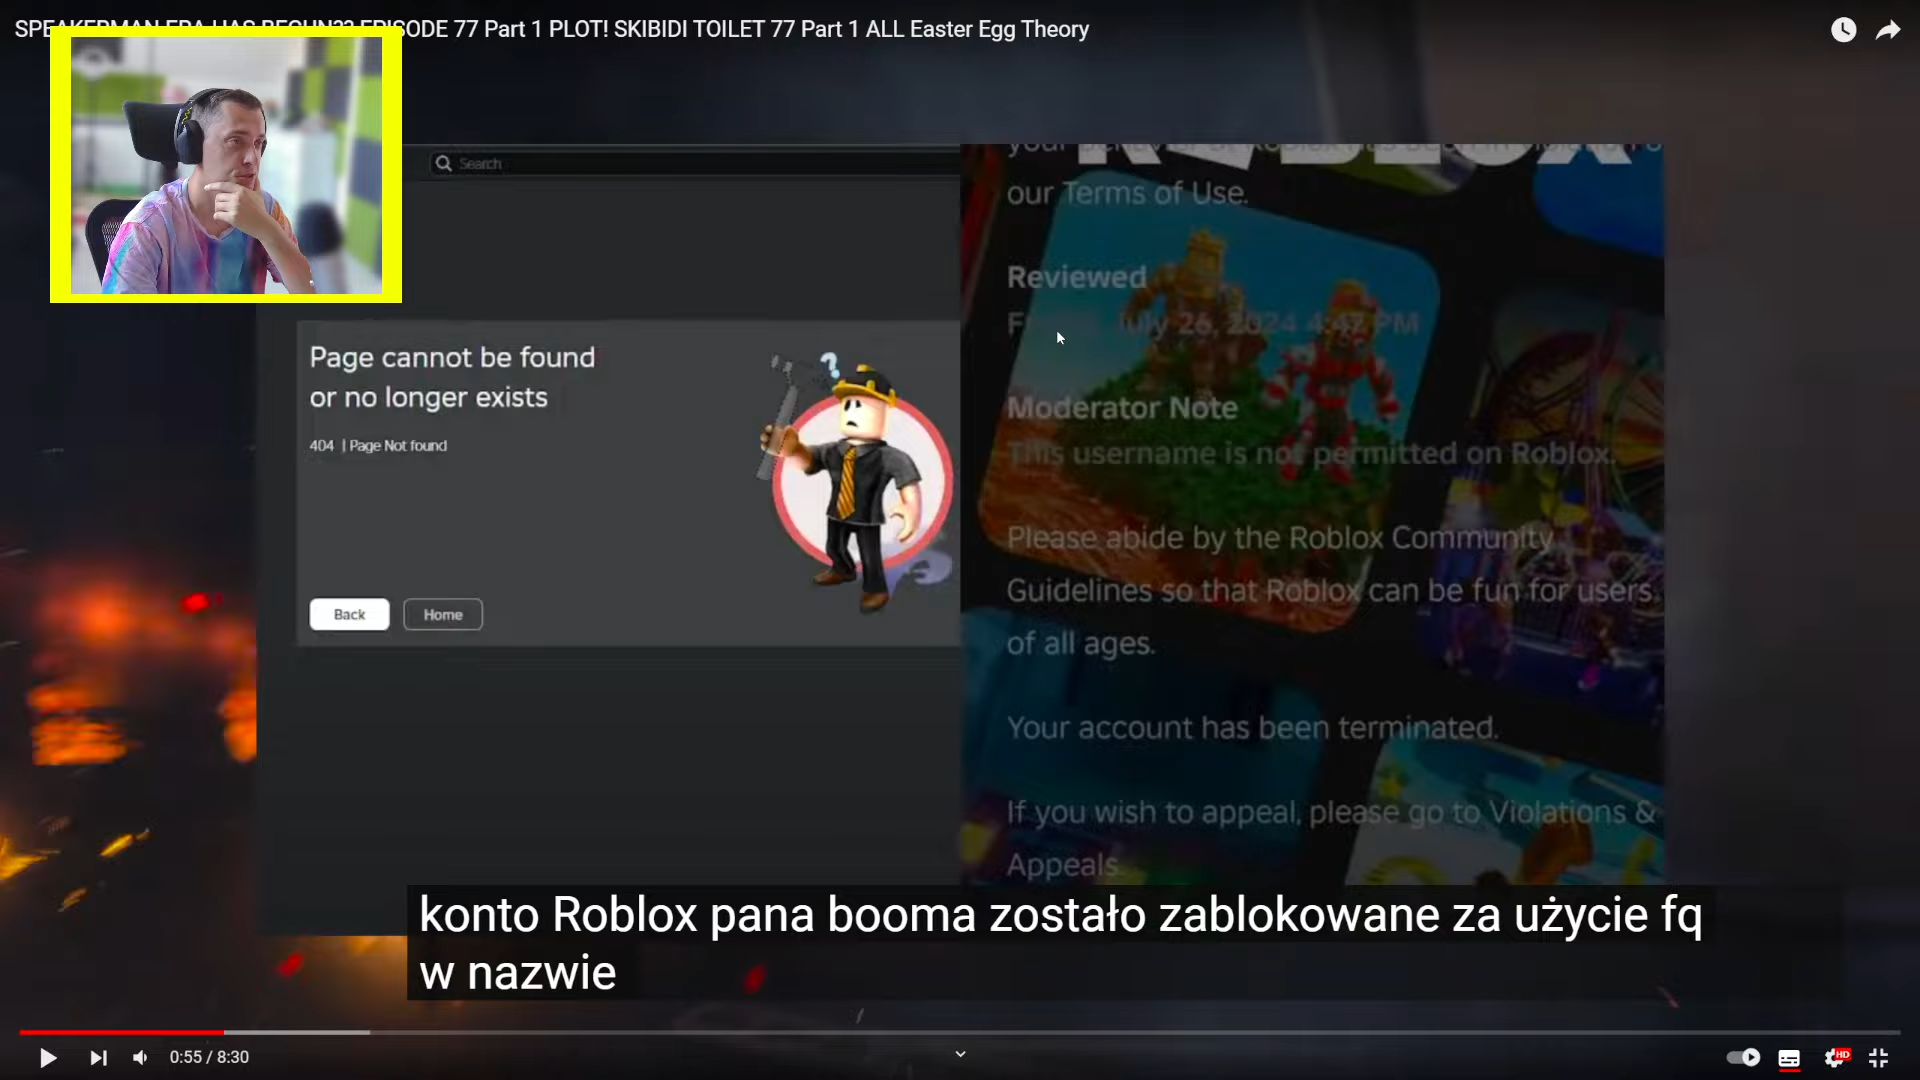 SODE 77 Part 1 PLOT! SKIBIDI TOILET 77 Part 1 ALL Easter Egg Theory
Search
Page cannot be found
or no longer exists
404 | Page Not found
Back
Home
ROBLOX
our Terms of Use.
Reviewed
July 26, 2024 4:47 PM
Moderator Note
This username is not permitted on Roblox.
Please abide by the Roblox Community
Guidelines so that Roblox can be fun for users
of all ages.
Your account has been terminated.
If you wish to appeal, please go to Violations &
Appeals.
konto Roblox pana booma zostało zablokowane za użycie fq
w nazwie
0:55 / 8:30
HD